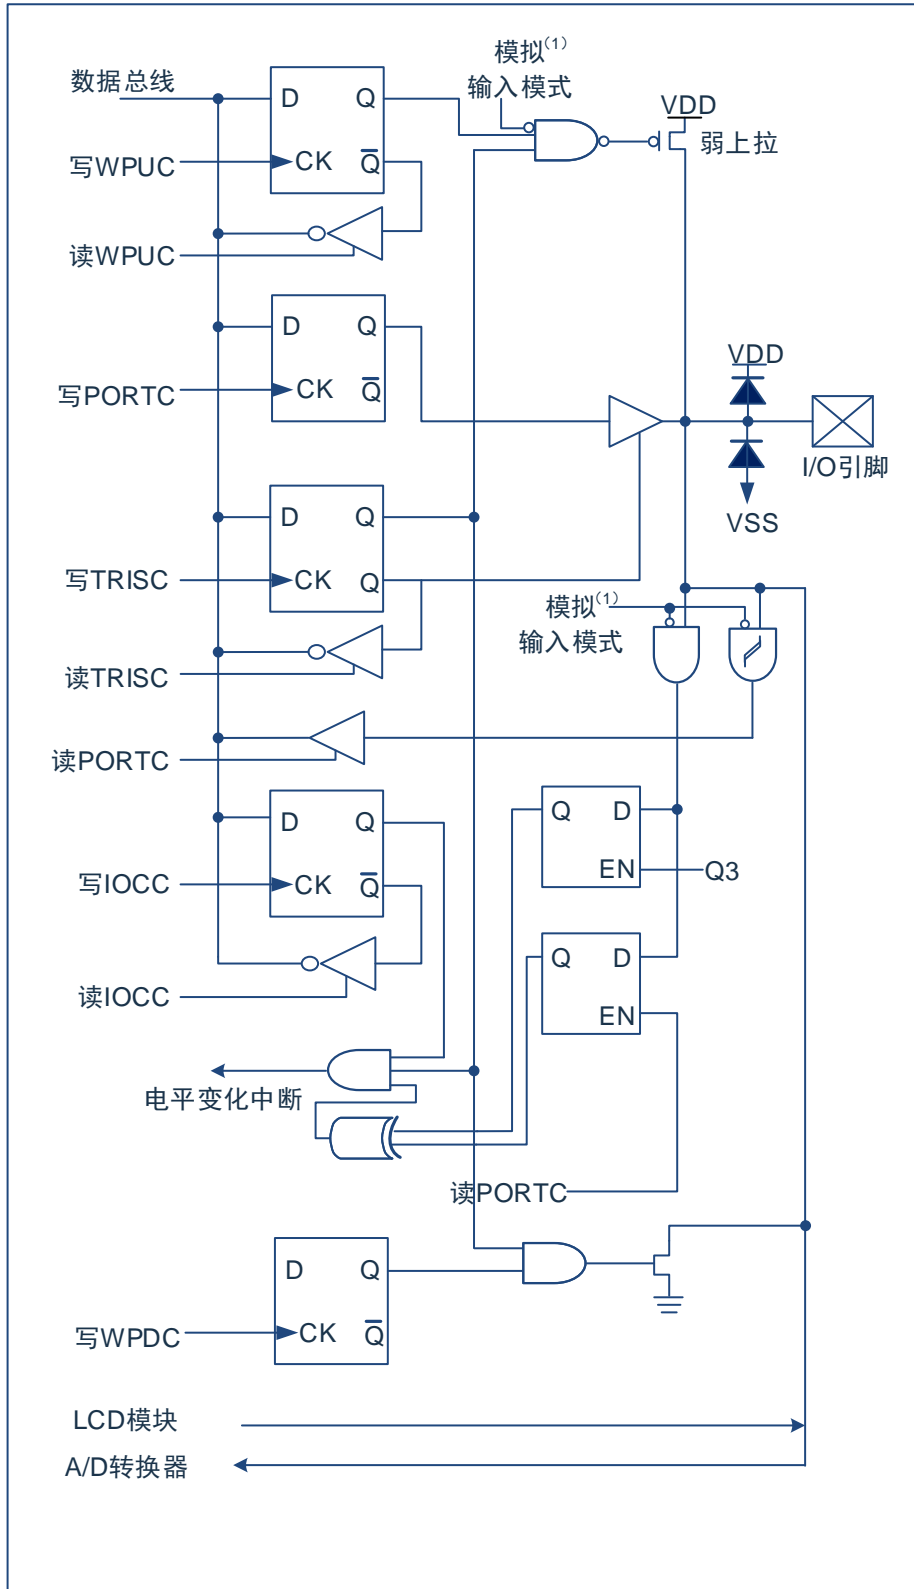 模拟(1)
输入模式
数据总线
D Q
VDD
弱上拉
写WPUC
CK Q
读WPUC
D Q
写PORTC
CK Q
VDD
I/O引脚
VSS
D Q
写TRISC
CK Q
模拟(1)
输入模式
读TRISC
读PORTC
D Q
Q D
写IOCC
CK Q
EN
Q3
Q D
读IOCC
EN
电平变化中断
读PORTC
D Q
写WPDC
CK Q
LCD模块
A/D转换器